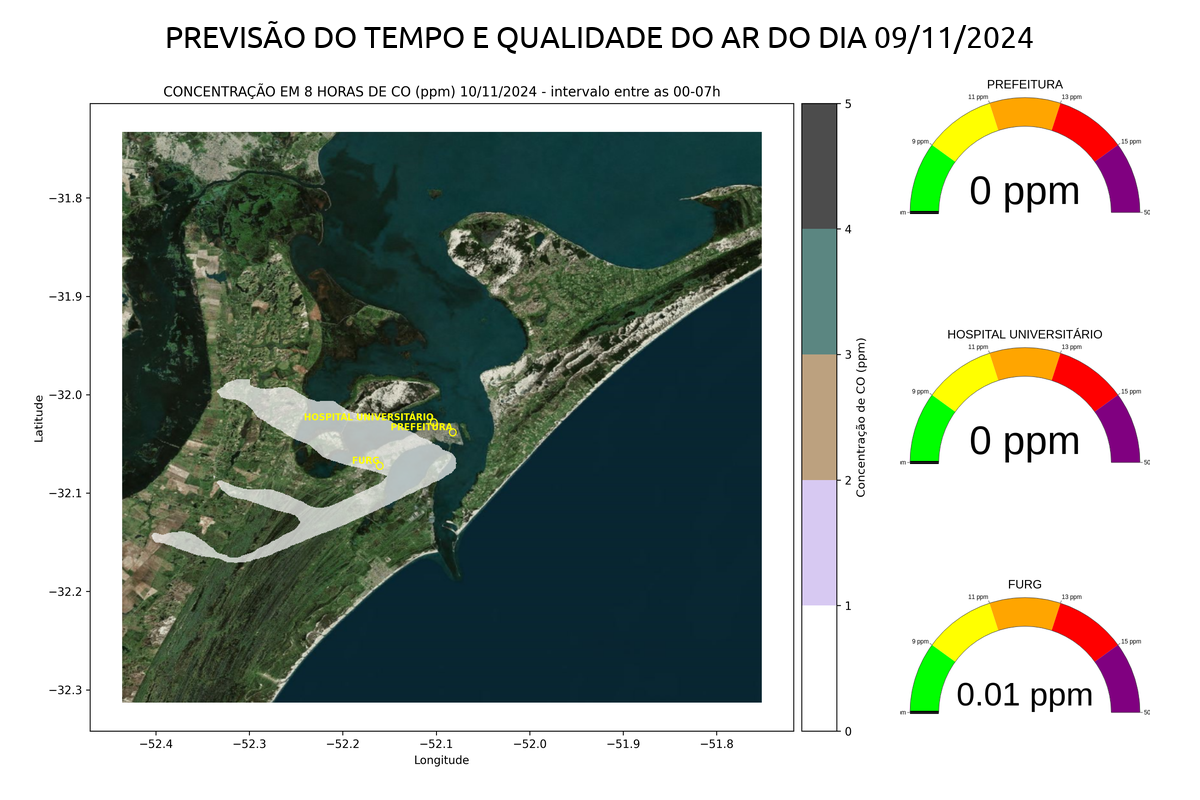 PREVISÃO DO TEMPO E QUALIDADE DO AR DO DIA 09/11/2024
CONCENTRAÇÃO EM 8 HORAS DE CO (ppm) 10/11/2024 - intervalo entre as 00-07h
Latitude
−31.8
−31.9
−32.0
−32.1
−32.2
−32.3
HOSPITAL UNIVERSITÁRIO
PREFEITURA
FURG
−52.4
−52.3
−52.2
−52.1
−52.0
−51.9
−51.8
Longitude
5
4
3
2
1
0
Concentração de CO (ppm)
PREFEITURA
9 ppm
11 ppm
13 ppm
15 ppm
0 ppm
HOSPITAL UNIVERSITÁRIO
9 ppm
11 ppm
13 ppm
15 ppm
0 ppm
FURG
9 ppm
11 ppm
13 ppm
15 ppm
0.01 ppm